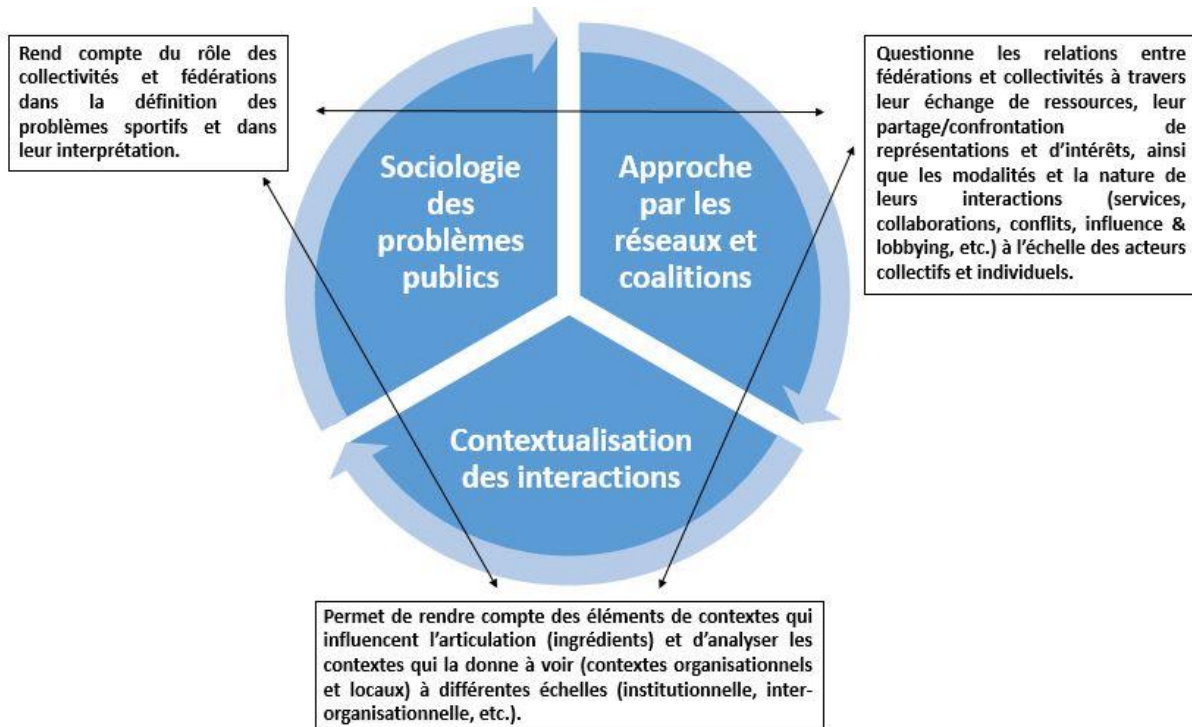 Rend compte du rôle des
collectivités et fédérations
dans la définition des
problèmes sportifs et dans
leur interprétation.
Questionne les relations entre
fédérations et collectivités à travers
leur échange de ressources, leur
partage/confrontation de
représentations et d'intérêts, ainsi
que les modalités et la nature de
leurs interactions (services,
collaborations, conflits, influence &
lobbying, etc.) à l'échelle des acteurs
collectifs et individuels.
Sociologie
des
problèmes
publics
Approche
par les
réseaux et
coalitions
Contextualisation
des interactions
Permet de rendre compte des éléments de contextes qui
influencent l'articulation (ingrédients) et d'analyser les
contextes qui la donne à voir (contextes organisationnels
et locaux) à différentes échelles (institutionnelle, inter-
organisationnelle, etc.).